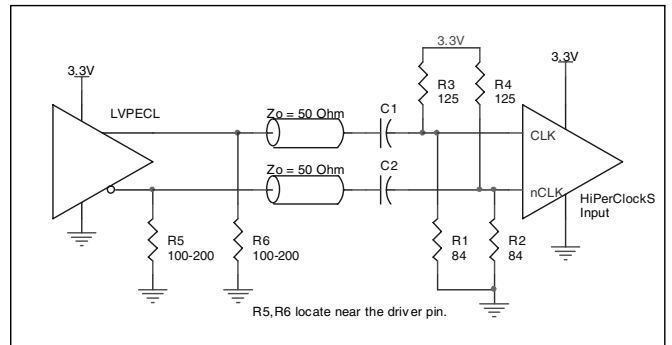 3.3V
3.3V
3.3V
R3
125
R4
125
LVPECL
Zo = 50 Ohm
C1
CLK
Zo = 50 Ohm
C2
nCLK
HiPerClockS
Input
R5
100-200
R6
100-200
R1
84
R2
84
R5,R6 locate near the driver pin.